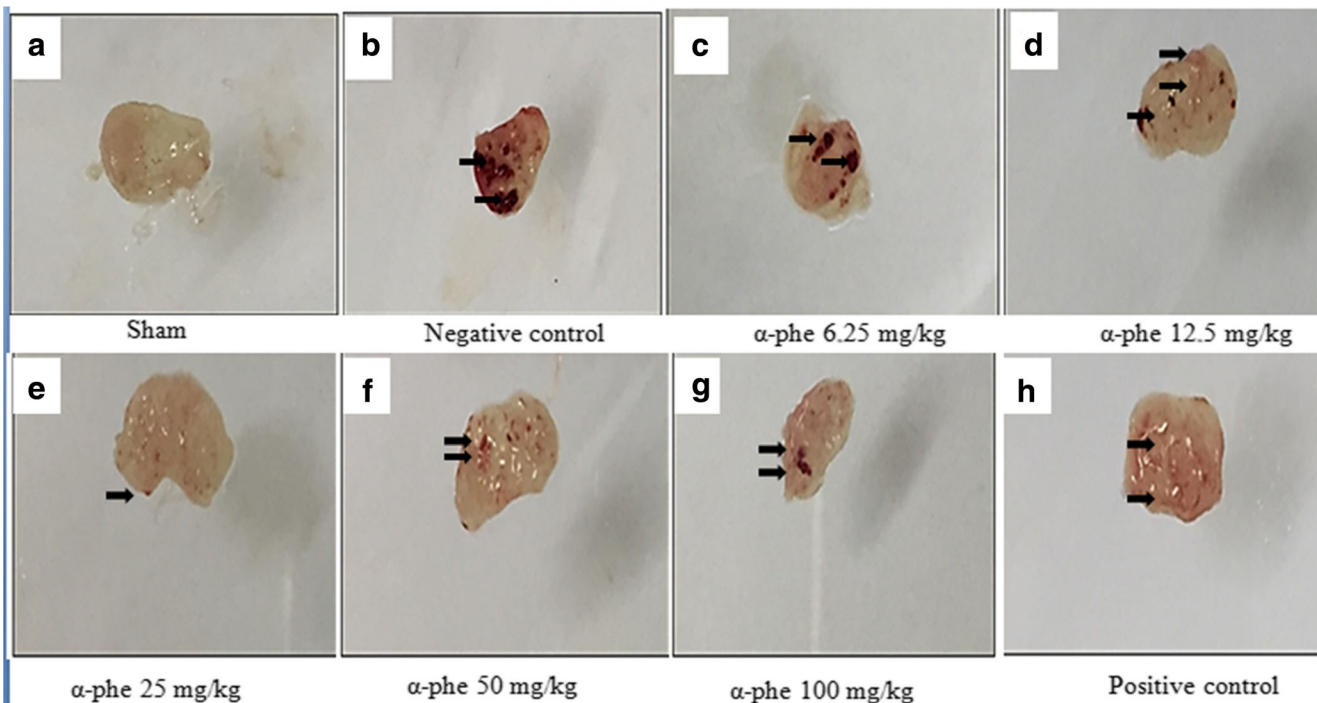 a
b
c
d
Sham
Negative control
α-phe 6.25 mg/kg
α-phe 12.5 mg/kg
e
f
g
h
α-phe 25 mg/kg
α-phe 50 mg/kg
α-phe 100 mg/kg
Positive control